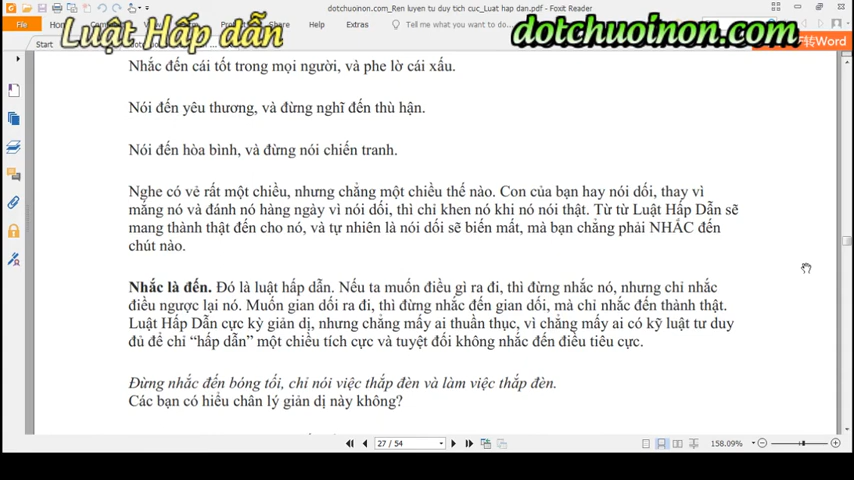 dotchuoinon.com_Ren luyen tu duy tich cuc_Luat hap dan.pdf - Foxit Reader
File
Help
Extras
Tell me what you want to do...
Luật Hấp dẫn
dotchuoinon.com
转Word
Start
Nhắc đến cái tốt trong mọi người, và phe lờ cái xấu.
Nói đến yêu thương, và đừng nghĩ đến thù hận.
Nói đến hòa bình, và đừng nói chiến tranh.
Nghe có vẻ rất một chiều, nhưng chẳng một chiều thế nào. Con của bạn hay nói dối, thay vì
mắng nó và đánh nó hàng ngày vì nói dối, thì chỉ khen nó khi nó nói thật. Từ từ Luật Hấp Dẫn sẽ
mang thành thật đến cho nó, và tự nhiên là nói dối sẽ biến mất, mà bạn chẳng phải NHẮC đến
chút nào.
Nhắc là đến. Đó là luật hấp dẫn. Nếu ta muốn điều gì ra đi, thì đừng nhắc nó, nhưng chỉ nhắc
điều ngược lại nó. Muốn gian dối ra đi, thì đừng nhắc đến gian dối, mà chỉ nhắc đến thành thật.
Luật Hấp Dẫn cực kỳ giản dị, nhưng chẳng mấy ai thuần thục, vì chẳng mấy ai có kỹ luật tư duy
đủ để chỉ “hấp dẫn” một chiều tích cực và tuyệt đối không nhắc đến điều tiêu cực.
Đừng nhắc đến bóng tối, chỉ nói việc thắp đèn và làm việc thắp đèn.
Các bạn có hiểu chân lý giản dị này không?
27 / 54
158.09%